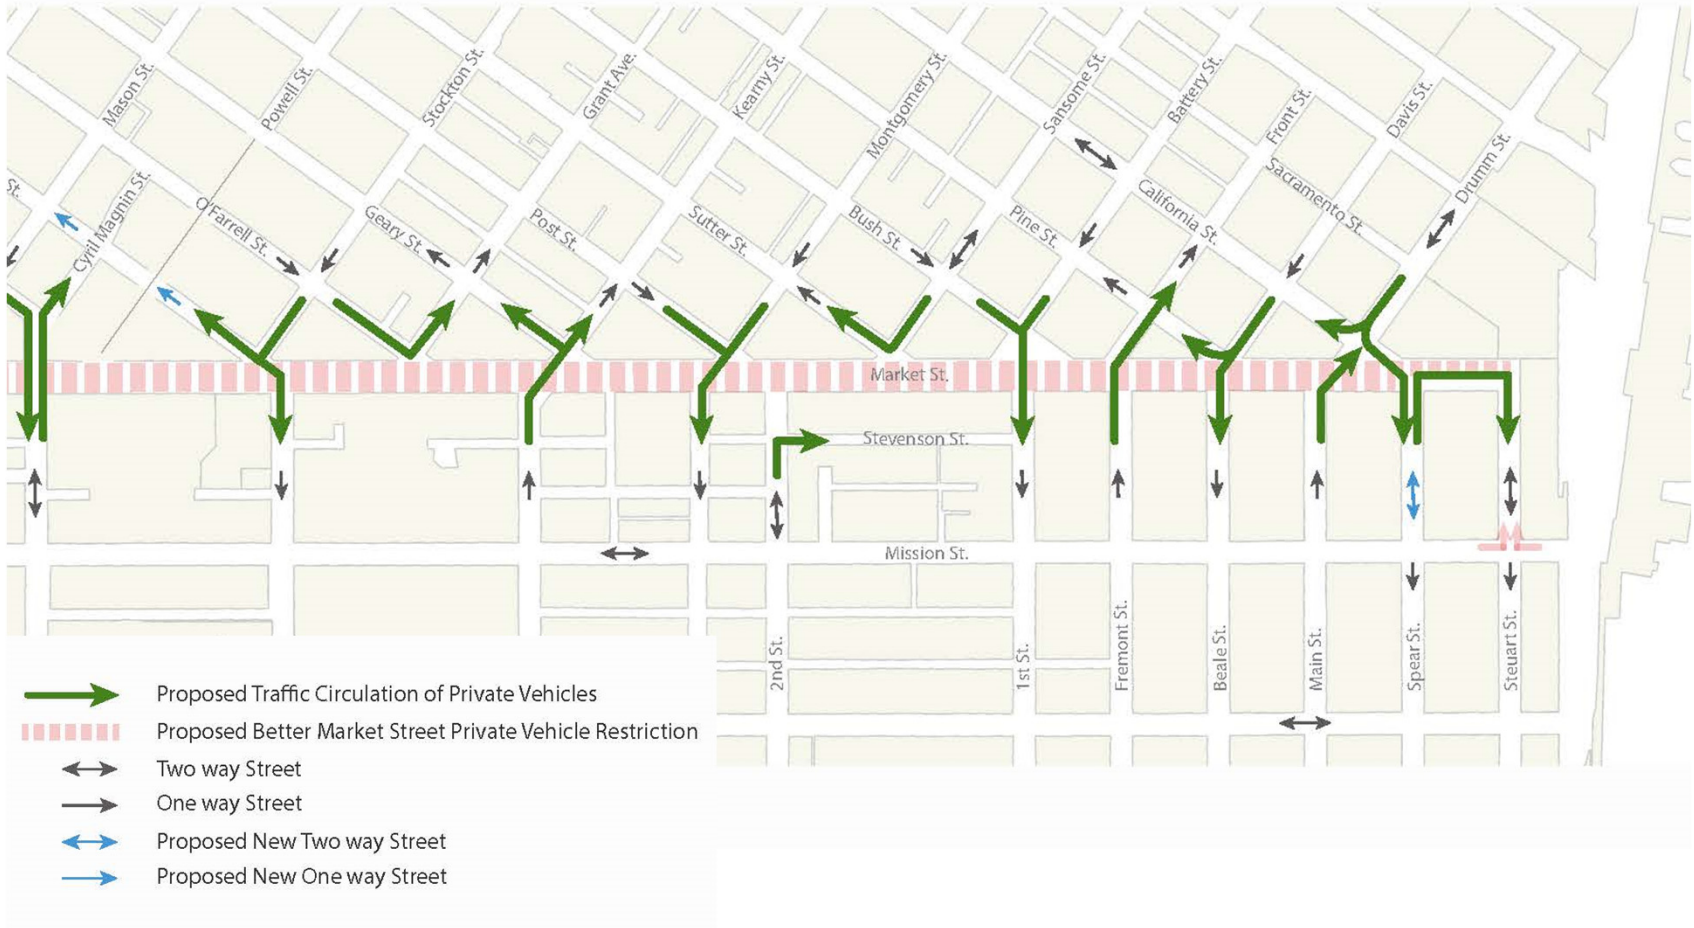 Mason St.
Powell St.
Stockton St.
Grant Ave.
Kearny St.
Montgomery St.
Sansome St.
Battery St.
Front St.
Davis St.
Drumm St.
St.
Cyril Magnin St.
O'Farrell St.
Geary St.
Post St.
Sutter St.
Bush St.
Pine St.
California St.
Sacramento St.
Market St.
Stevenson St.
Mission St.
2nd St.
1st St.
Fremont St.
Beale St.
Main St.
Spear St.
Steuart St.
Proposed Traffic Circulation of Private Vehicles
Proposed Better Market Street Private Vehicle Restriction
Two way Street
One way Street
Proposed New Two way Street
Proposed New One way Street